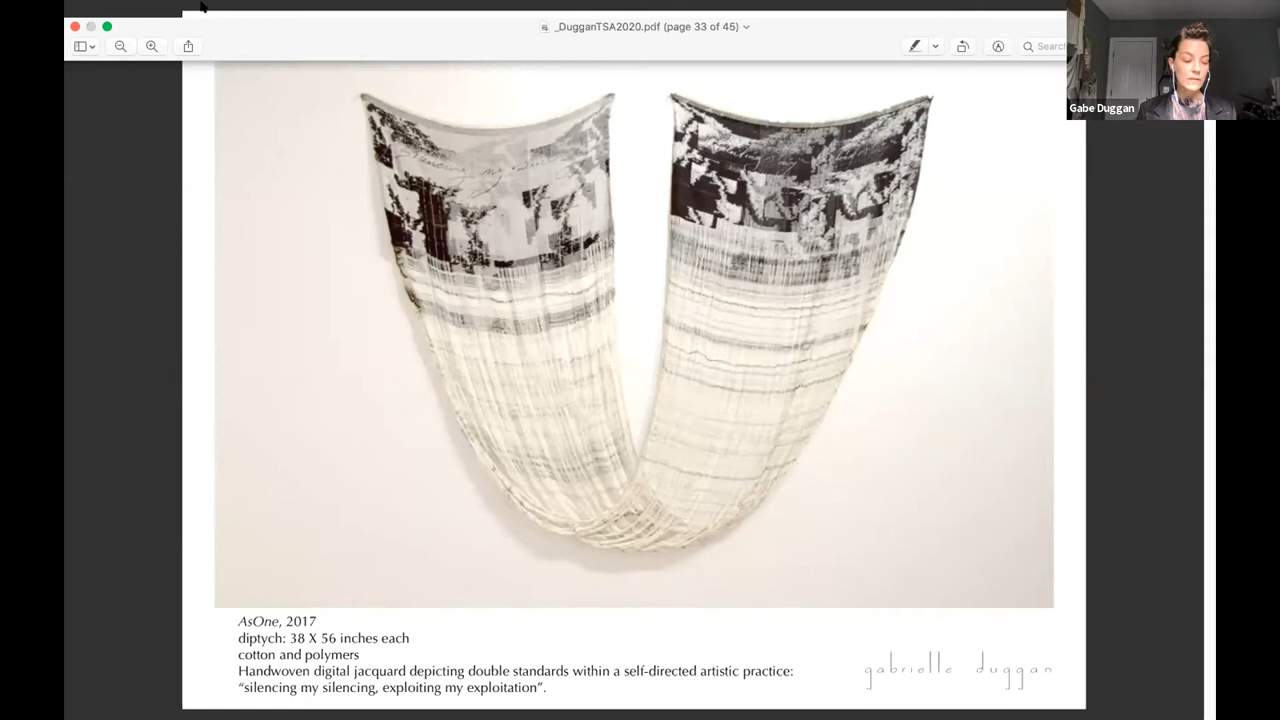 _DugganTSA2020.pdf (page 33 of 45)
Search
Gabe Duggan
AsOne, 2017
diptych: 38 X 56 inches each
cotton and polymers
Handwoven digital jacquard depicting double standards within a self-directed artistic practice:
“silencing my silencing, exploiting my exploitation”.
gabrielle duggan